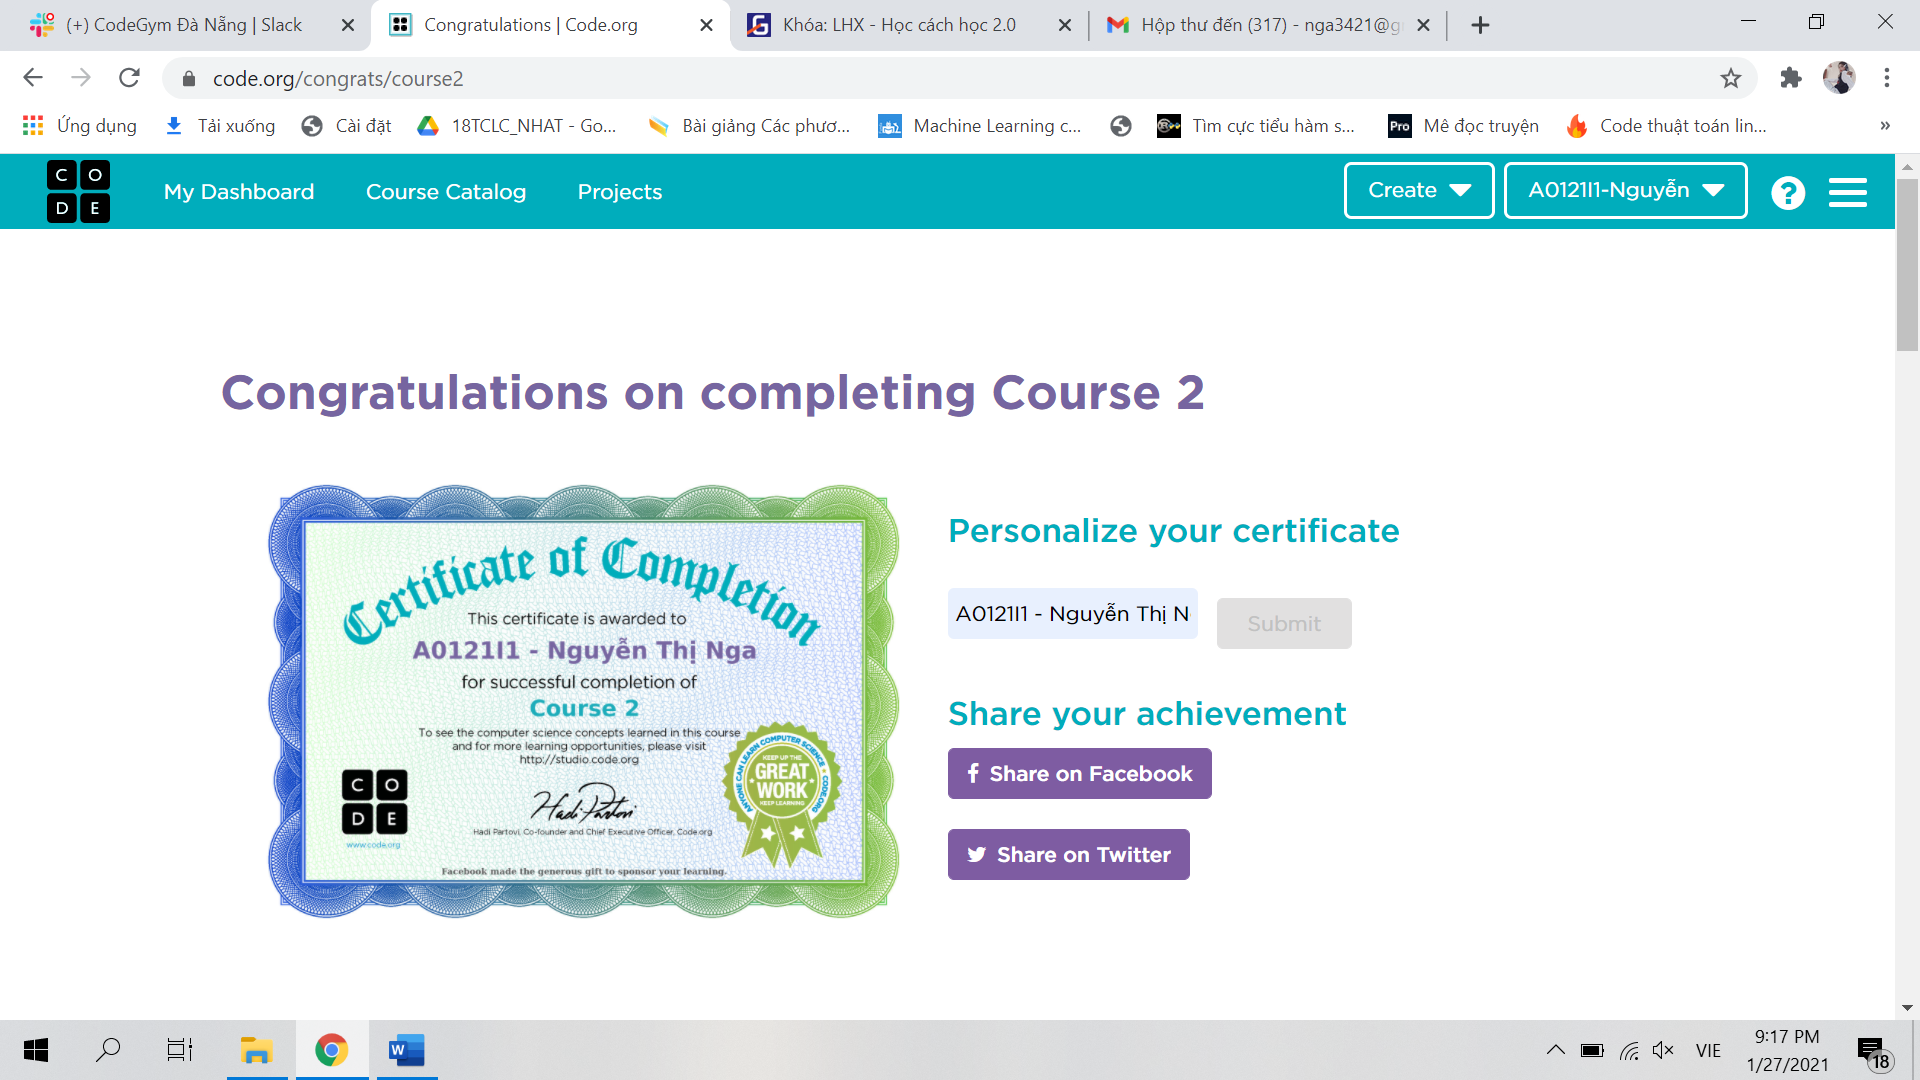 (+) CodeGym Đà Nẵng | Slack
Congratulations | Code.org
Khóa: LHX - Học cách học 2.0
Hộp thư đến (317) - nga3421@g
code.org/congrats/course2
Ứng dụng
Tải xuống
Cài đặt
18TCLC_NHAT - Go...
Bài giảng Các phươ...
Machine Learning c...
Tìm cực tiểu hàm s...
Pro
Mê đọc truyện
Code thuật toán lin...
»
C O
D E
My Dashboard
Course Catalog
Projects
Create
A0121I1-Nguyễn
?
Congratulations on completing Course 2
Certificate of Completion
This certificate is awarded to
A0121I1 - Nguyễn Thị Nga
for successful completion of
Course 2
To see the computer science concepts learned in this course
and for more learning opportunities, please visit
http://studio.code.org
C O
D E
www.code.org
Hadi Partovi
Hadi Partovi, Co-founder and Chief Executive Officer, Code.org
ANYONE CAN LEARN COMPUTER SCIENCE
CODE.ORG
KEEP UP THE
GREAT
WORK
KEEP LEARNING
Facebook made the generous gift to sponsor your learning.
Personalize your certificate
A0121I1 - Nguyễn Thị N
Submit
Share your achievement
f Share on Facebook
Share on Twitter
W
VIE
9:17 PM
1/27/2021
18